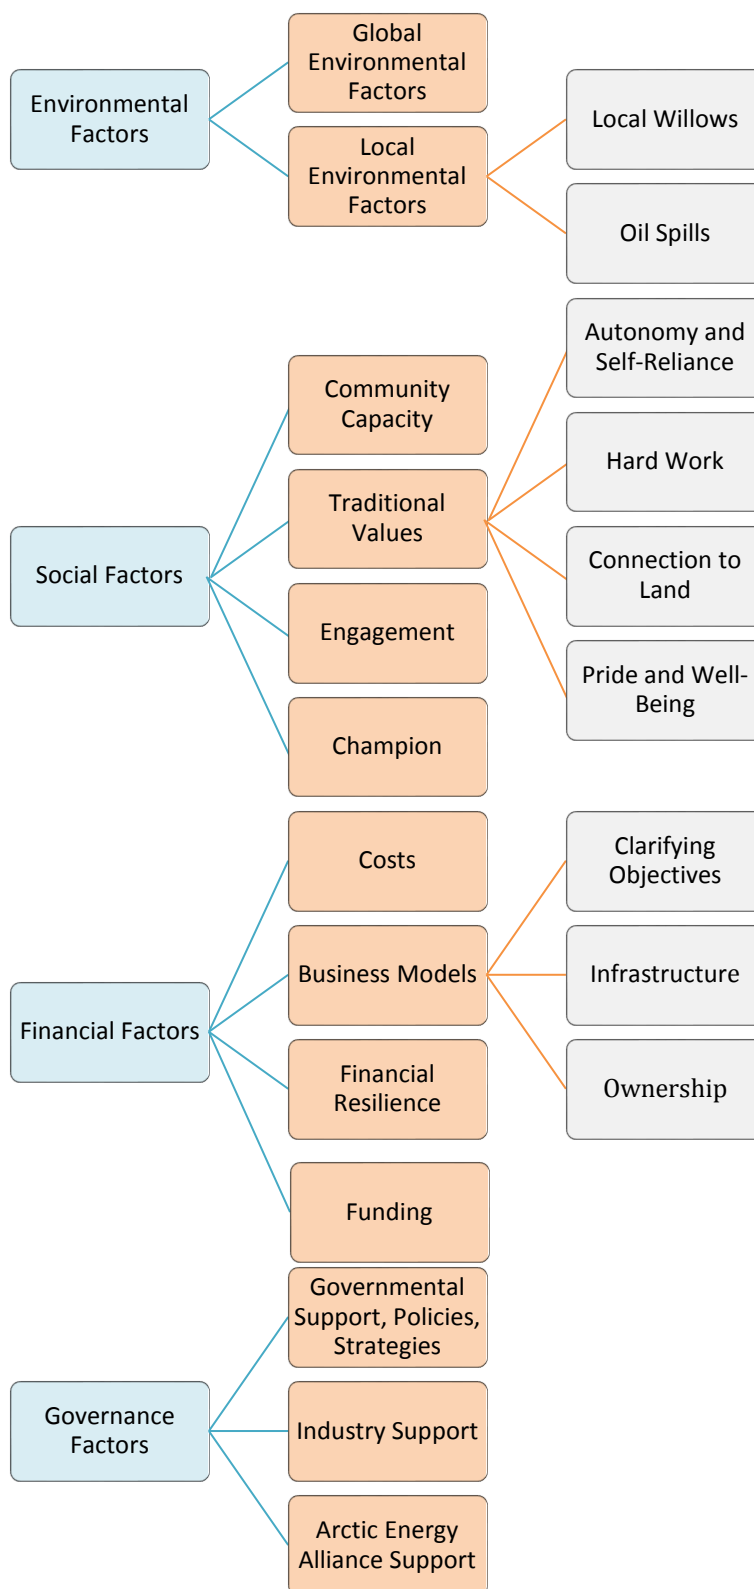 Environmental
Factors
Global
Environmental
Factors
Local
Environmental
Factors
Local Willows
Oil Spills
Social Factors
Community
Capacity
Traditional
Values
Autonomy and
Self-Reliance
Hard Work
Connection to
Land
Pride and Well-
Being
Engagement
Champion
Financial Factors
Costs
Business Models
Clarifying
Objectives
Infrastructure
Ownership
Financial
Resilience
Funding
Governance
Factors
Governmental
Support, Policies,
Strategies
Industry Support
Arctic Energy
Alliance Support